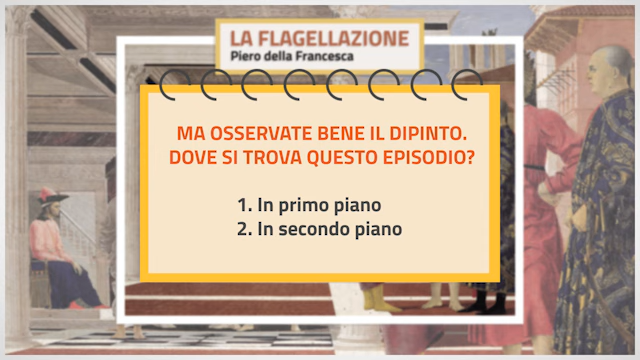 LA FLAGELLAZIONE
Piero della Francesca
MA OSSERVATE BENE IL DIPINTO.
DOVE SI TROVA QUESTO EPISODIO?
1. In primo piano
2. In secondo piano